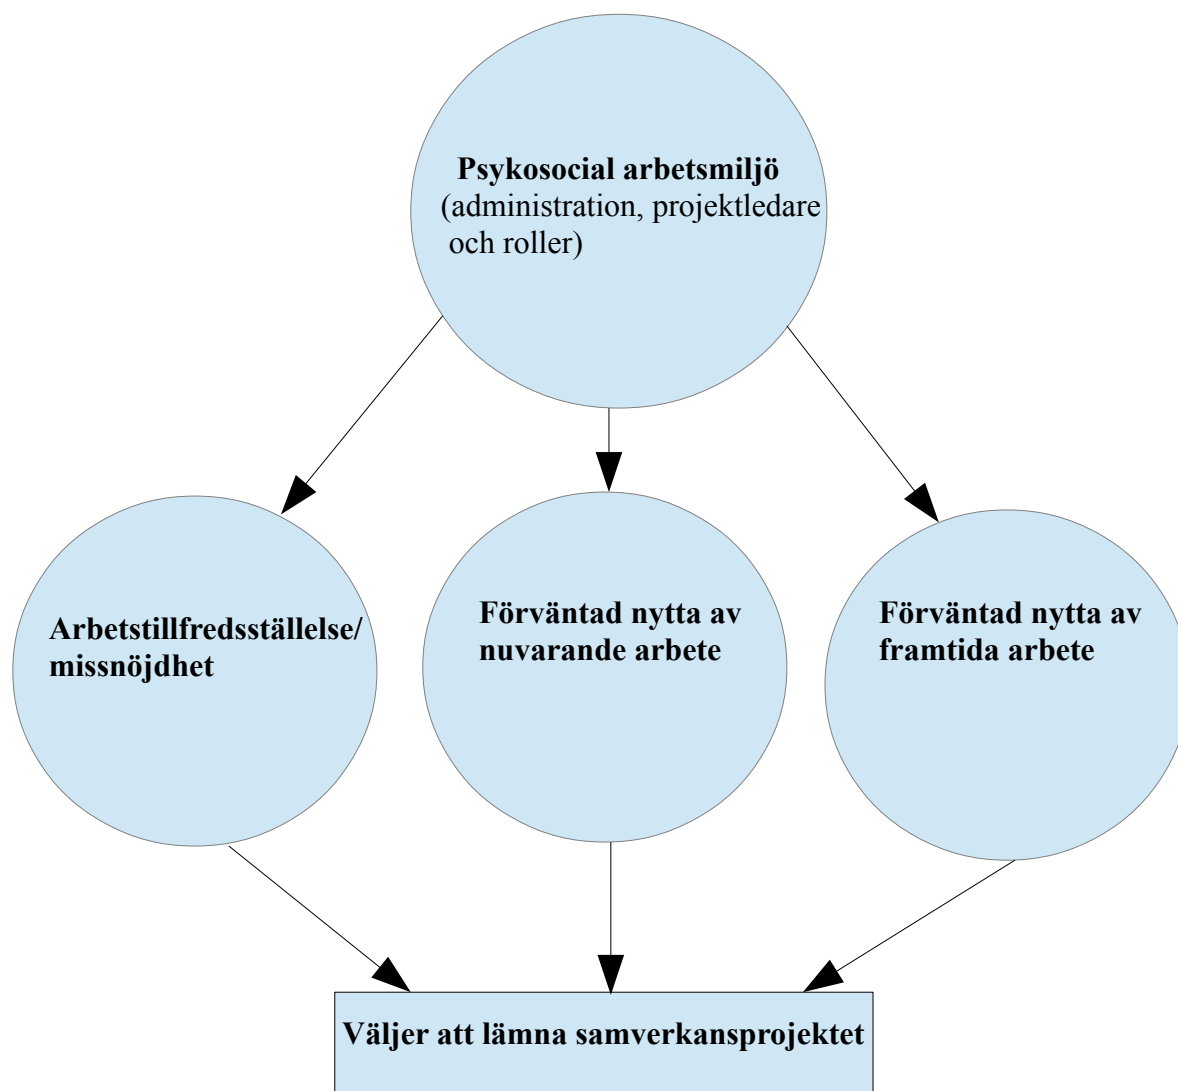 Psykosocial arbetsmiljö
(administration, projektledare
och roller)
Arbetstillfredsställelse/
missnöjdhet
Förväntad nytta av
nuvarande arbete
Förväntad nytta av
framtida arbete
Väljer att lämna samverkansprojektet